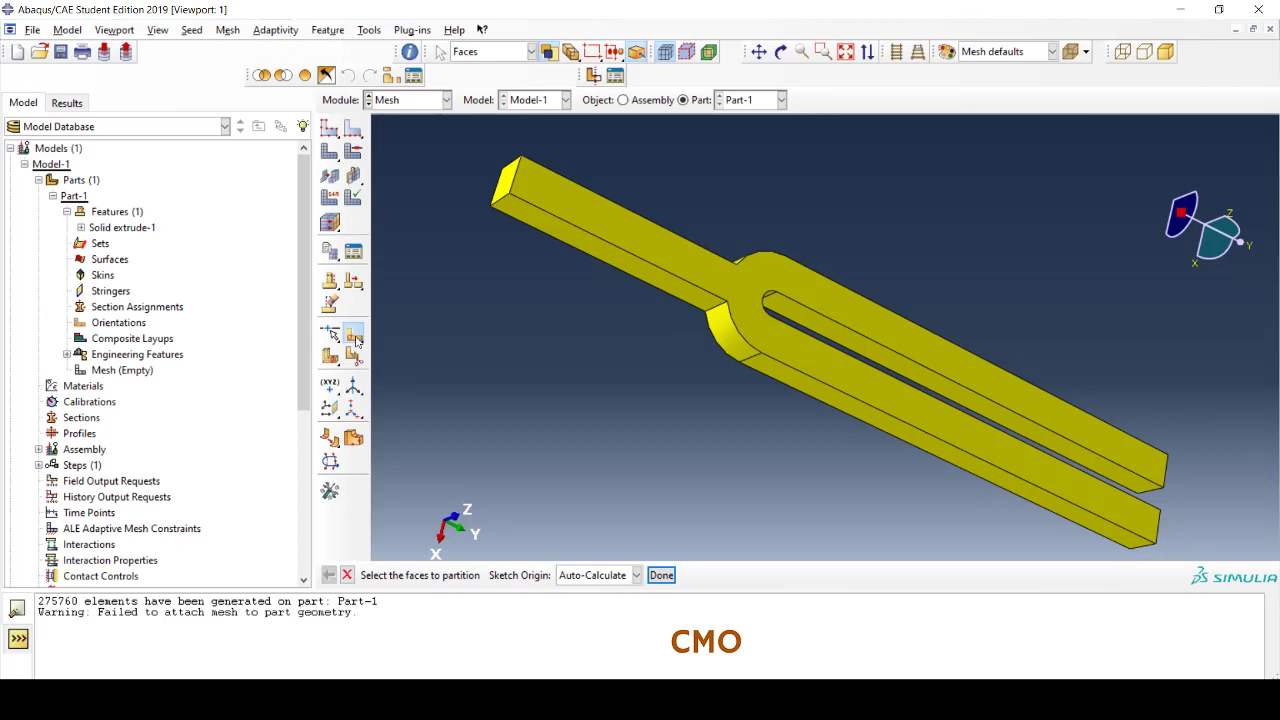 Abaqus/CAE Student Edition 2019 [Viewport: 1]
File Model Viewport View Seed Mesh Adaptivity Feature Tools Plug-ins Help
Faces
Mesh defaults
Model Results
Module: Mesh Model: Model-1 Object: Assembly Part: Part-1
Model Database
Models (1)
Model-1
Parts (1)
Part-1
Features (1)
Solid extrude-1
Sets
Surfaces
Skins
Stringers
Section Assignments
Orientations
Composite Layups
Engineering Features
Mesh (Empty)
Materials
Calibrations
Sections
Profiles
Assembly
Steps (1)
Field Output Requests
History Output Requests
Time Points
ALE Adaptive Mesh Constraints
Interactions
Interaction Properties
Contact Controls
(XYZ)
Z
Y
X
Z
Y
X
Select the faces to partition Sketch Origin: Auto-Calculate Done
SIMULIA
275760 elements have been generated on part: Part-1
Warning: Failed to attach mesh to part geometry.
>>>
CMO